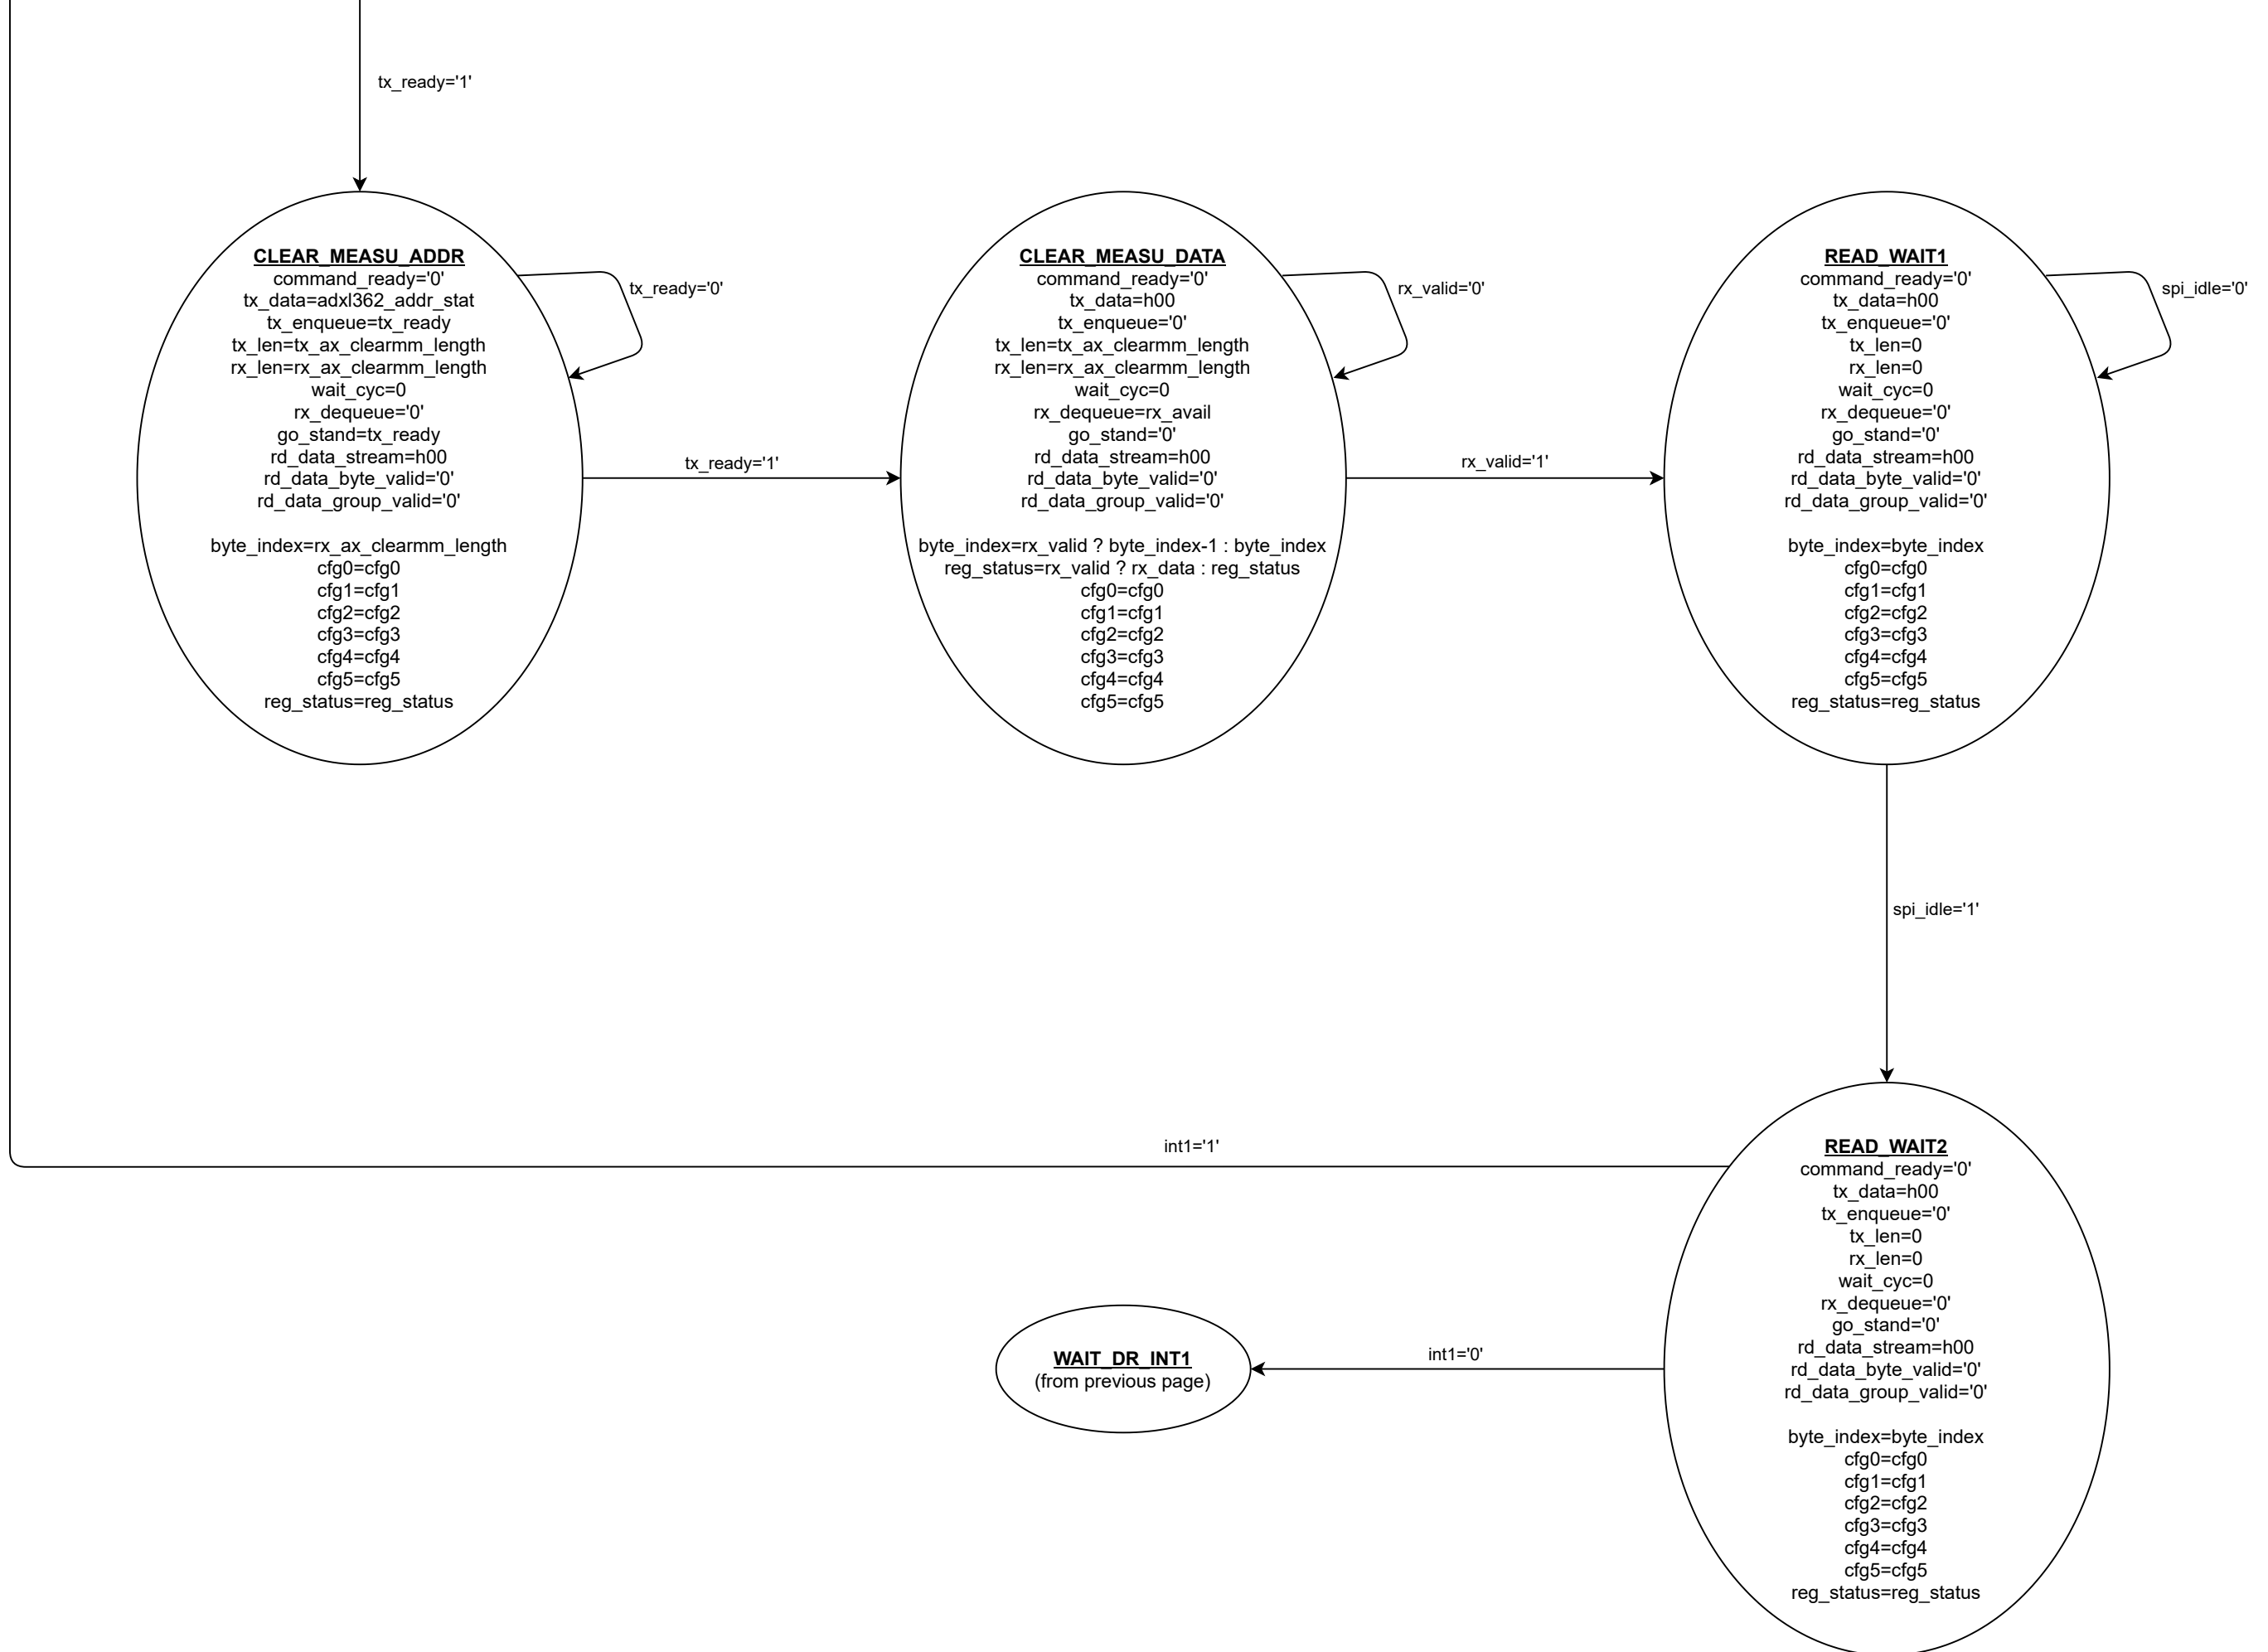 tx_ready='1'
CLEAR_MEASU_ADDR
command_ready='0'
tx_data=adxl362_addr_stat
tx_enqueue=tx_ready
tx_len=tx_ax_clearmm_length
rx_len=rx_ax_clearmm_length
wait_cyc=0
rx_dequeue='0'
go_stand=tx_ready
rd_data_stream=h00
rd_data_byte_valid='0'
rd_data_group_valid='0'
byte_index=rx_ax_clearmm_length
cfg0=cfg0
cfg1=cfg1
cfg2=cfg2
cfg3=cfg3
cfg4=cfg4
cfg5=cfg5
reg_status=reg_status
tx_ready='0'
tx_ready='1'
CLEAR_MEASU_DATA
command_ready='0'
tx_data=h00
tx_enqueue='0'
tx_len=tx_ax_clearmm_length
rx_len=rx_ax_clearmm_length
wait_cyc=0
rx_dequeue=rx_avail
go_stand='0'
rd_data_stream=h00
rd_data_byte_valid='0'
rd_data_group_valid='0'
byte_index=rx_valid ? byte_index-1 : byte_index
reg_status=rx_valid ? rx_data : reg_status
cfg0=cfg0
cfg1=cfg1
cfg2=cfg2
cfg3=cfg3
cfg4=cfg4
cfg5=cfg5
rx_valid='0'
rx_valid='1'
READ_WAIT1
command_ready='0'
tx_data=h00
tx_enqueue='0'
tx_len=0
rx_len=0
wait_cyc=0
rx_dequeue='0'
go_stand='0'
rd_data_stream=h00
rd_data_byte_valid='0'
rd_data_group_valid='0'
byte_index=byte_index
cfg0=cfg0
cfg1=cfg1
cfg2=cfg2
cfg3=cfg3
cfg4=cfg4
cfg5=cfg5
reg_status=reg_status
spi_idle='0'
spi_idle='1'
int1='1'
READ_WAIT2
command_ready='0'
tx_data=h00
tx_enqueue='0'
tx_len=0
rx_len=0
wait_cyc=0
rx_dequeue='0'
go_stand='0'
rd_data_stream=h00
rd_data_byte_valid='0'
rd_data_group_valid='0'
byte_index=byte_index
cfg0=cfg0
cfg1=cfg1
cfg2=cfg2
cfg3=cfg3
cfg4=cfg4
cfg5=cfg5
reg_status=reg_status
int1='0'
WAIT_DR_INT1
(from previous page)